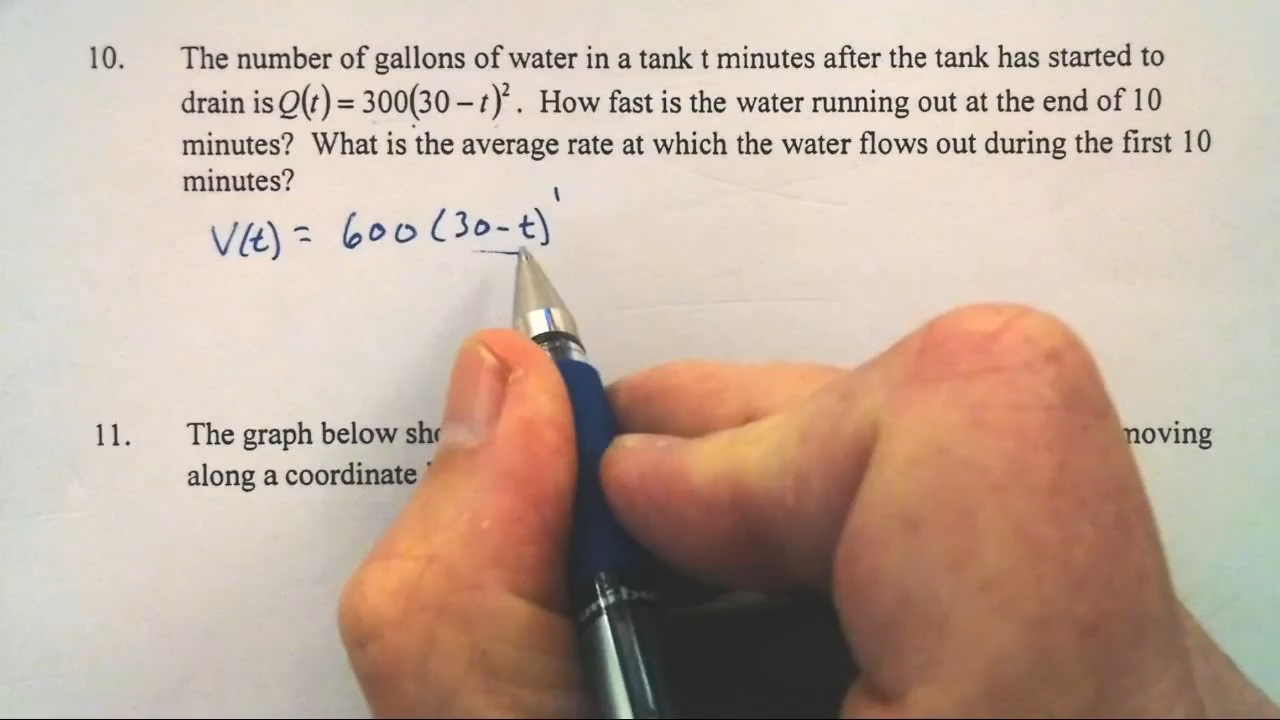 10. The number of gallons of water in a tank t minutes after the tank has started to
drain is Q(t) = 300(30 – t)². How fast is the water running out at the end of 10
minutes? What is the average rate at which the water flows out during the first 10
minutes?
V(t) = 600 (30-t)'
11. The graph below moving
along a coordinate